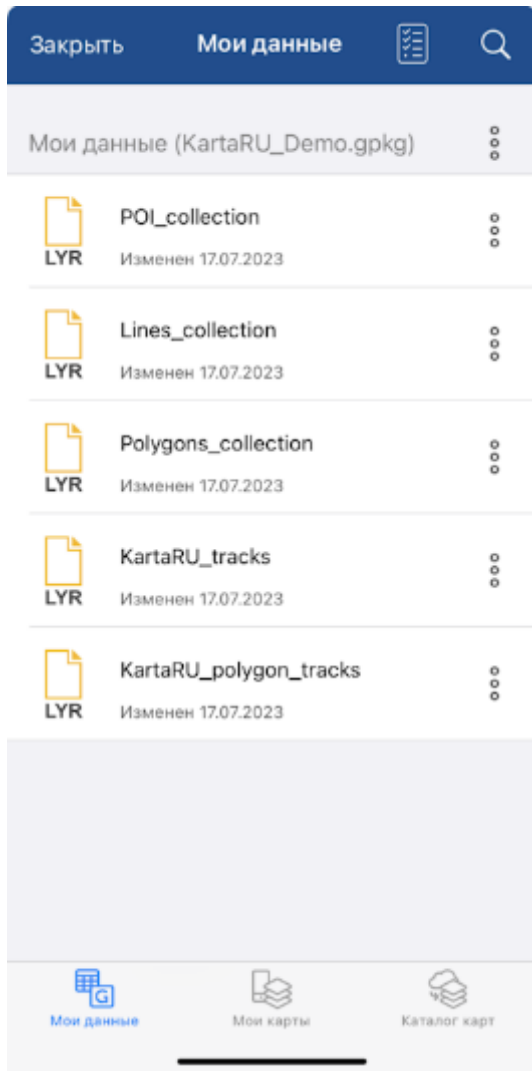 Закрыть Мои данные
Мои данные (KartaRU_Demo.gpkg)
POI_collection
LYR Изменен 17.07.2023
Lines_collection
LYR Изменен 17.07.2023
Polygons_collection
LYR Изменен 17.07.2023
KartaRU_tracks
LYR Изменен 17.07.2023
KartaRU_polygon_tracks
LYR Изменен 17.07.2023
G
Мои данные Мои карты Каталог карт